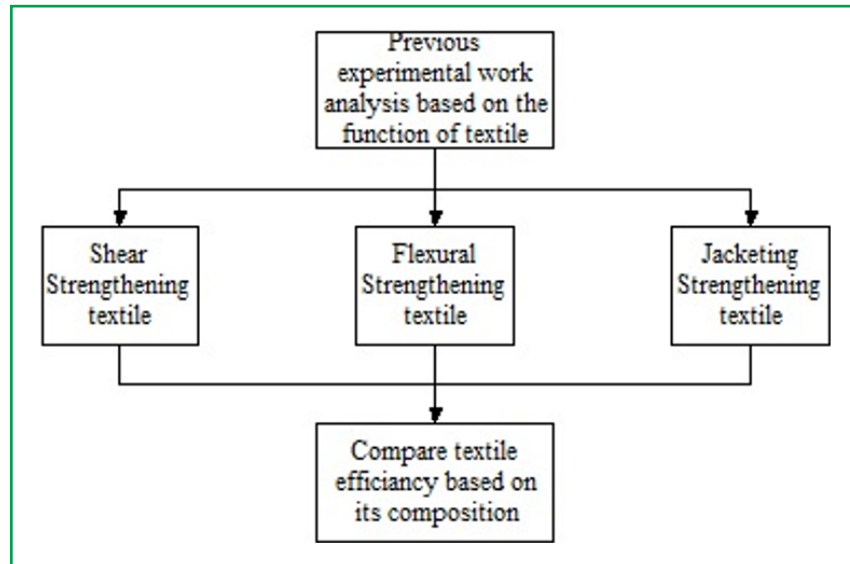 Previous
experimental work
analysis based on the
function of textile
Shear
Strengthening
textile
Flexural
Strengthening
textile
Jacketing
Strengthening
textile
Compare textile
efficiancy based on
its composition